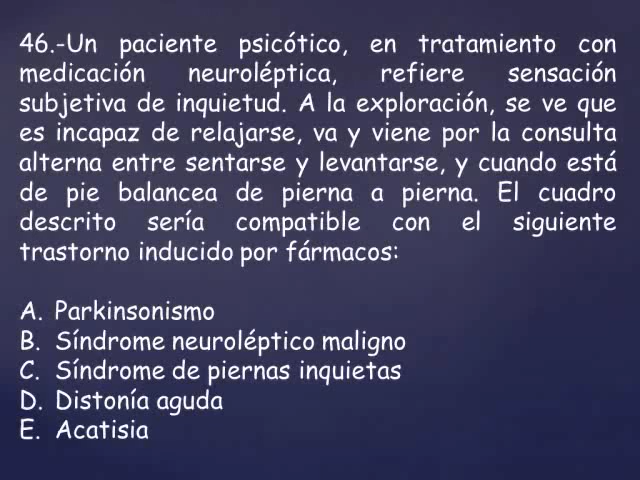 46.-Un paciente psicótico, en tratamiento con
medicación neuroléptica, refiere sensación
subjetiva de inquietud. A la exploración, se ve que
es incapaz de relajarse, va y viene por la consulta
alterna entre sentarse y levantarse, y cuando está
de pie balancea de pierna a pierna. El cuadro
descrito sería compatible con el siguiente
trastorno inducido por fármacos:
A. Parkinsonismo
B. Síndrome neuroléptico maligno
C. Síndrome de piernas inquietas
D. Distonía aguda
E. Acatisia